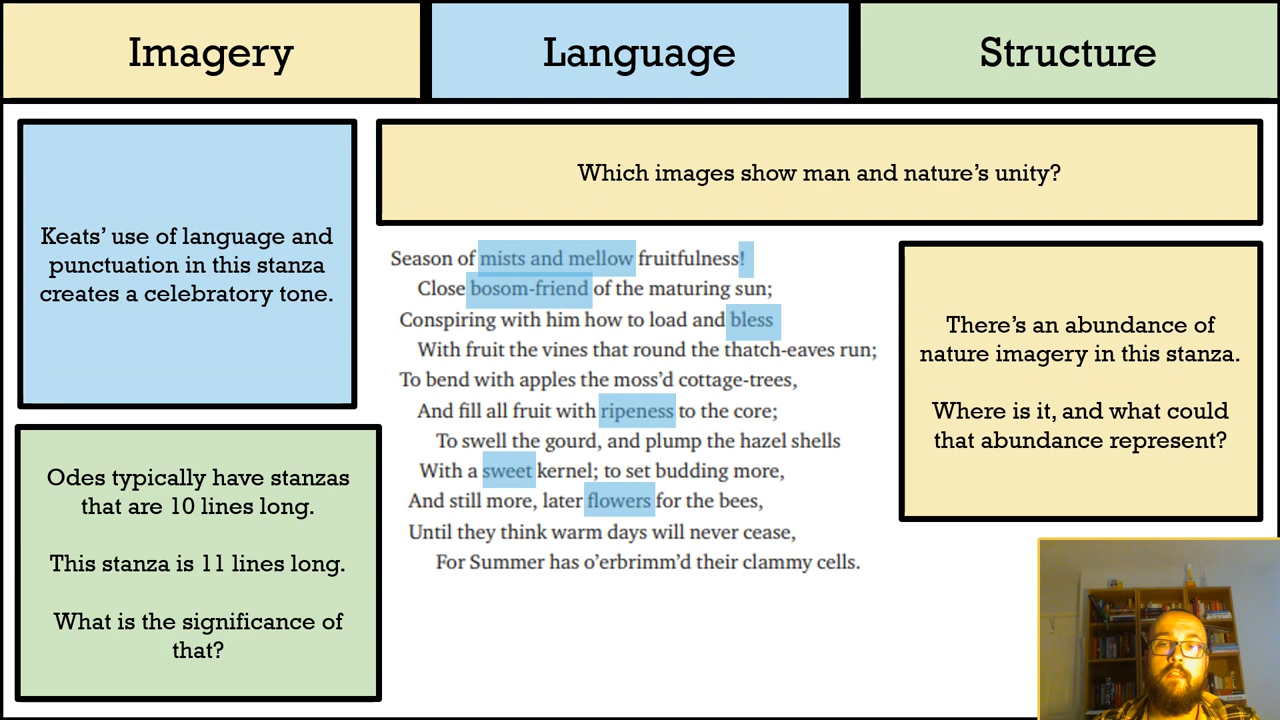 Imagery
Language
Structure
Keats’ use of language and
punctuation in this stanza
creates a celebratory tone.
Which images show man and nature’s unity?
Season of mists and mellow fruitfulness!
Close bosom-friend of the maturing sun;
Conspiring with him how to load and bless
With fruit the vines that round the thatch-eaves run;
To bend with apples the moss’d cottage-trees,
And fill all fruit with ripeness to the core;
To swell the gourd, and plump the hazel shells
With a sweet kernel; to set budding more,
And still more, later flowers for the bees,
Until they think warm days will never cease,
For Summer has o’erbrimm’d their clammy cells.
There’s an abundance of
nature imagery in this stanza.
Where is it, and what could
that abundance represent?
Odes typically have stanzas
that are 10 lines long.
This stanza is 11 lines long.
What is the significance of
that?